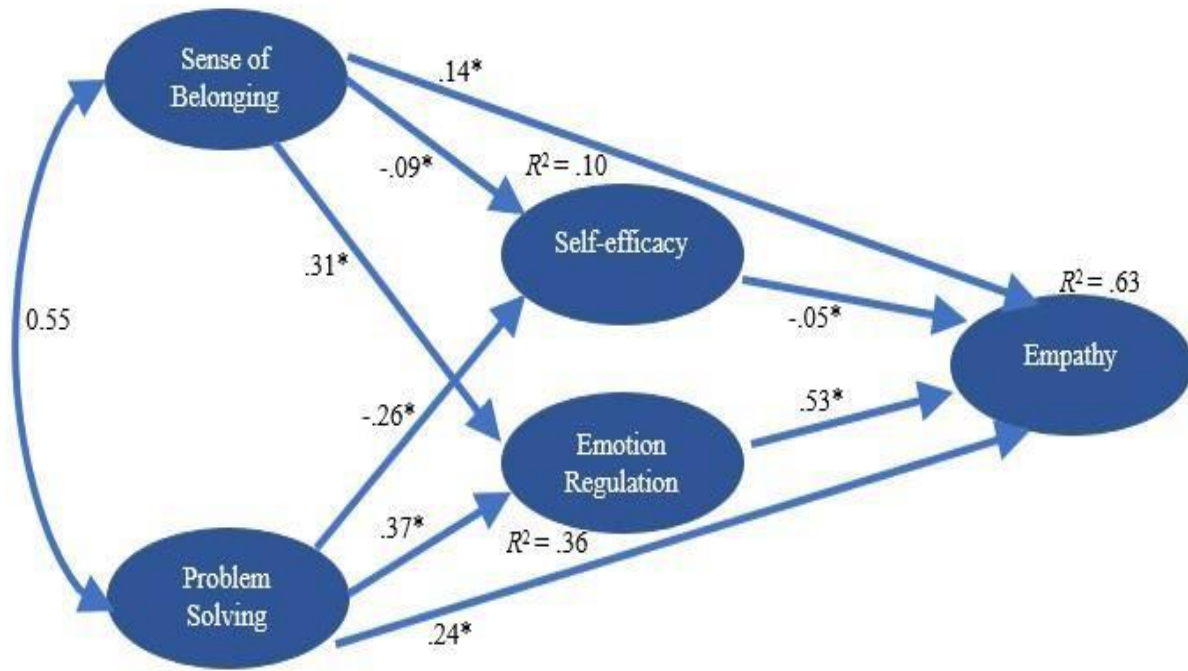 Sense of
Belonging
.14*
-.09*
R² = .10
Self-efficacy
.31*
R² = .63
0.55
-.05*
Empathy
-.26*
.53*
Emotion
Regulation
.37*
R² = .36
Problem
Solving
.24*